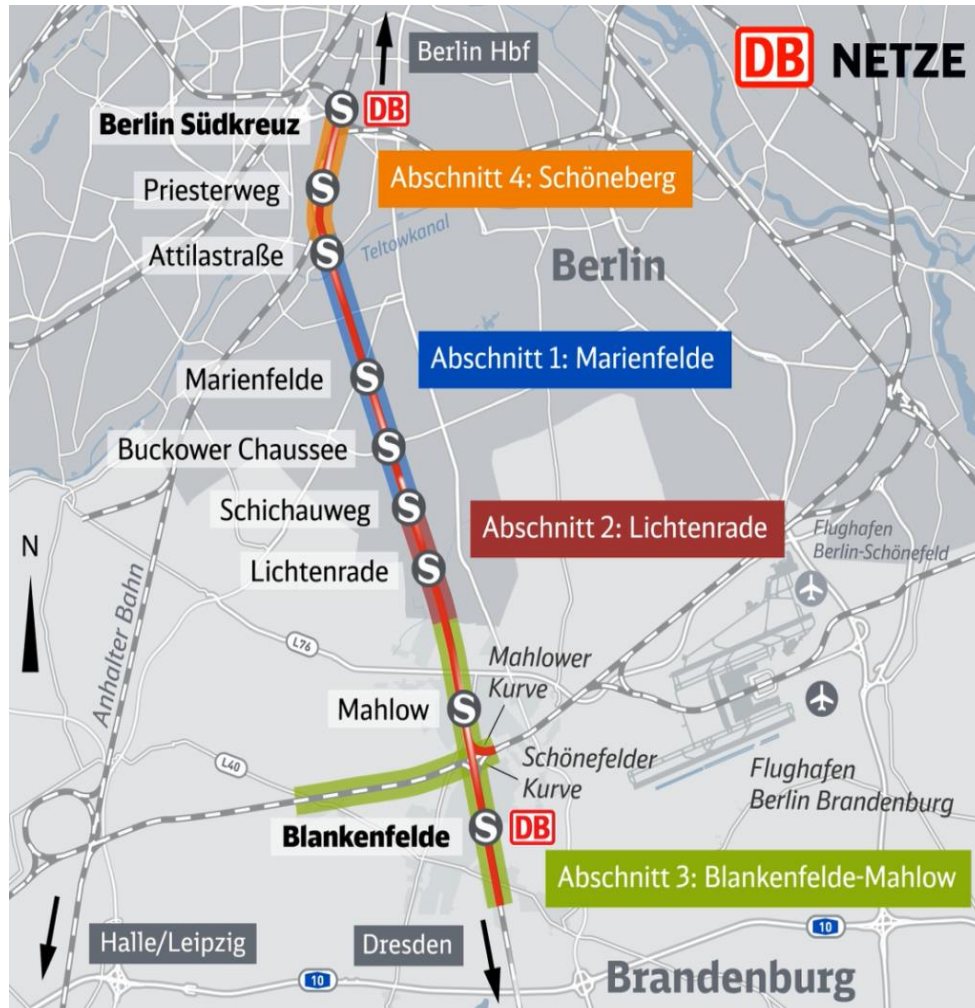 Berlin Hbf
DB NETZE
Berlin Südkreuz
S
DB
Priesterweg
S
Abschnitt 4: Schöneberg
Attilastraße
S
Teltowkanal
Berlin
Marienfelde
S
Abschnitt 1: Marienfelde
Buckower Chaussee
S
Schichauweg
S
Abschnitt 2: Lichtenrade
Flughafen
Berlin-Schönefeld
N
Lichtenrade
S
Anhalter Bahn
L76
Mahlower
Kurve
Mahlow
S
L40
Schönefelder
Kurve
Flughafen
Berlin Brandenburg
Blankenfelde
S
DB
Abschnitt 3: Blankenfelde-Mahlow
Halle/Leipzig
Dresden
10
10
Brandenburg